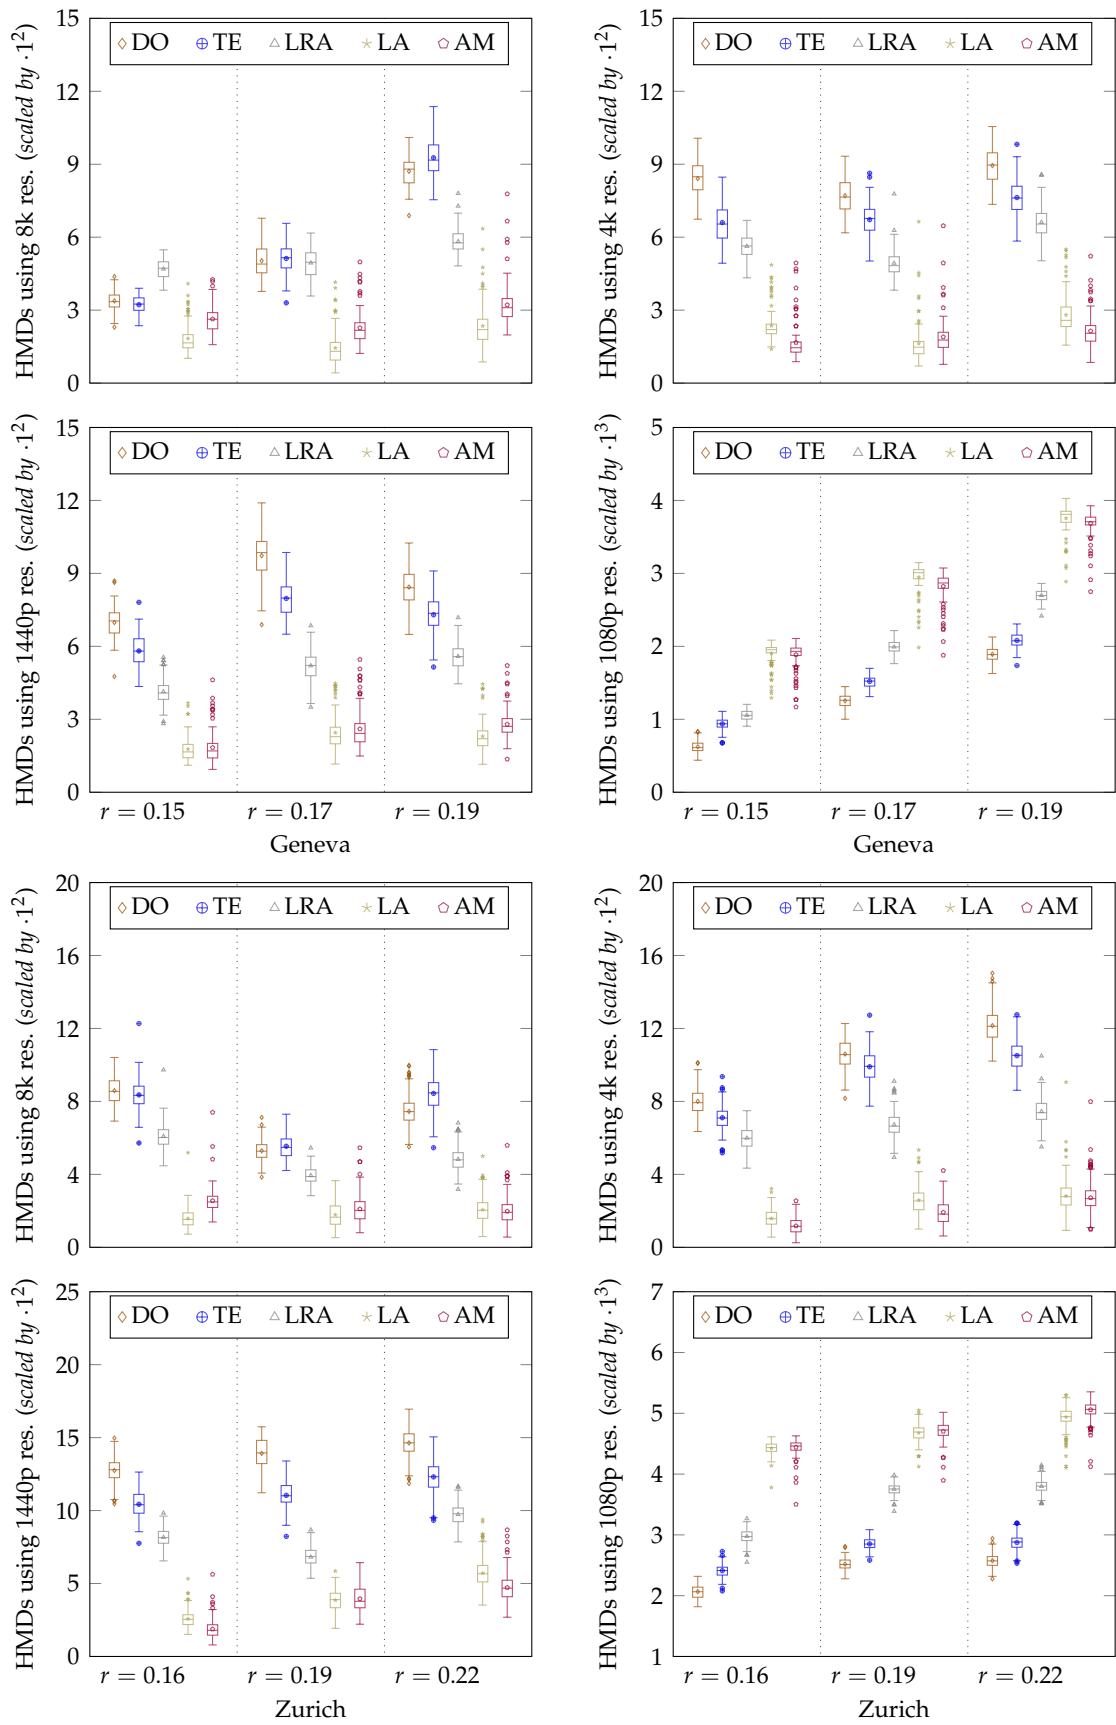 HMDs using 8k res. (scaled by ·1²)
15
12
9
6
3
0
DO TE LRA LA AM
HMDs using 4k res. (scaled by ·1²)
15
12
9
6
3
0
DO TE LRA LA AM
HMDs using 1440p res. (scaled by ·1²)
15
12
9
6
3
0
DO TE LRA LA AM
r = 0.15 r = 0.17 r = 0.19
Geneva
HMDs using 1080p res. (scaled by ·1³)
5
4
3
2
1
0
DO TE LRA LA AM
r = 0.15 r = 0.17 r = 0.19
Geneva
HMDs using 8k res. (scaled by ·1²)
20
16
12
8
4
0
DO TE LRA LA AM
HMDs using 4k res. (scaled by ·1²)
20
16
12
8
4
0
DO TE LRA LA AM
HMDs using 1440p res. (scaled by ·1²)
25
20
15
10
5
0
DO TE LRA LA AM
r = 0.16 r = 0.19 r = 0.22
Zurich
HMDs using 1080p res. (scaled by ·1³)
7
6
5
4
3
2
1
DO TE LRA LA AM
r = 0.16 r = 0.19 r = 0.22
Zurich